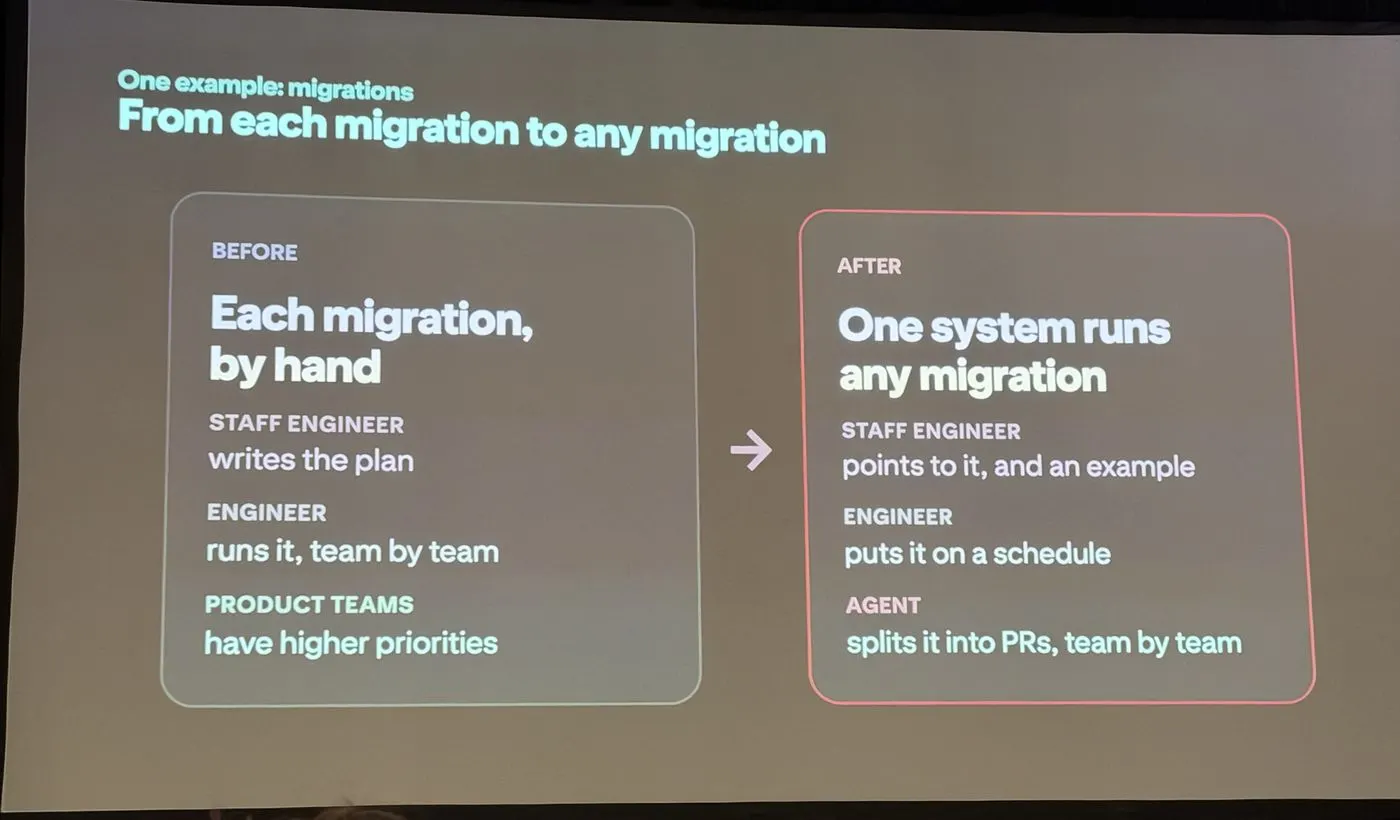 One example: migrations
From each migration to any migration
BEFORE
Each migration,
by hand
STAFF ENGINEER
writes the plan
ENGINEER
runs it, team by team
PRODUCT TEAMS
have higher priorities
→
AFTER
One system runs
any migration
STAFF ENGINEER
points to it, and an example
ENGINEER
puts it on a schedule
AGENT
splits it into PRs, team by team